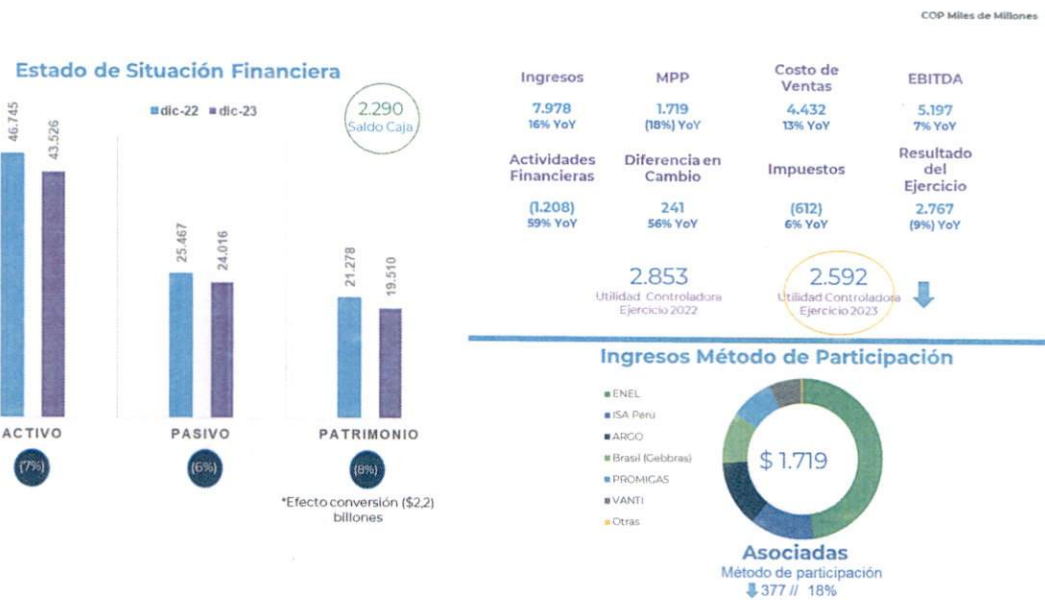 COP Miles de Millones
Estado de Situación Financiera
dic-22 dic-23
2.290
Saldo Caja
46.745
43.526
25.467
24.016
21.278
19.510
ACTIVO
PASIVO
PATRIMONIO
(7%)
(6%)
(8%)
*Efecto conversión ($2,2)
billones
Ingresos
7.978
16% YoY
MPP
1.719
(18%) YoY
Costo de
Ventas
4.432
13% YoY
EBITDA
5.197
7% YoY
Actividades
Financieras
(1.208)
59% YoY
Diferencia en
Cambio
241
56% YoY
Impuestos
(612)
6% YoY
Resultado
del
Ejercicio
2.767
(9%) YoY
2.853
Utilidad Controladora
Ejercicio 2022
2.592
Utilidad Controladora
Ejercicio 2023
Ingresos Método de Participación
ENEL
ISA Perú
ARGO
Brasil (Gebbras)
PROMIGAS
VANTI
Otras
$ 1.719
Asociadas
Método de participación
377 // 18%